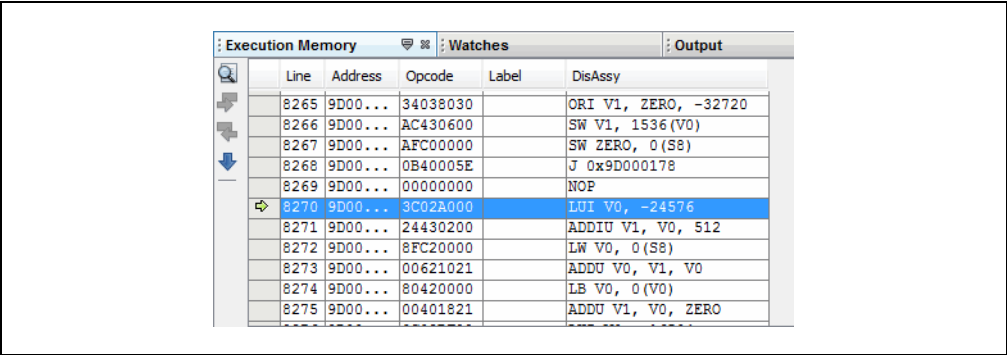 Execution Memory Watches Output
Line Address Opcode Label DisAssy
8265 9D00... 34038030 ORI V1, ZERO, -32720
8266 9D00... AC430600 SW V1, 1536(V0)
8267 9D00... AFC00000 SW ZERO, 0(S8)
8268 9D00... 0B40005E J 0x9D000178
8269 9D00... 00000000 NOP
8270 9D00... 3C02A000 LUI V0, -24576
8271 9D00... 24430200 ADDIU V1, V0, 512
8272 9D00... 8FC20000 LW V0, 0(S8)
8273 9D00... 00621021 ADDU V0, V1, V0
8274 9D00... 80420000 LB V0, 0(V0)
8275 9D00... 00401821 ADDU V1, V0, ZERO